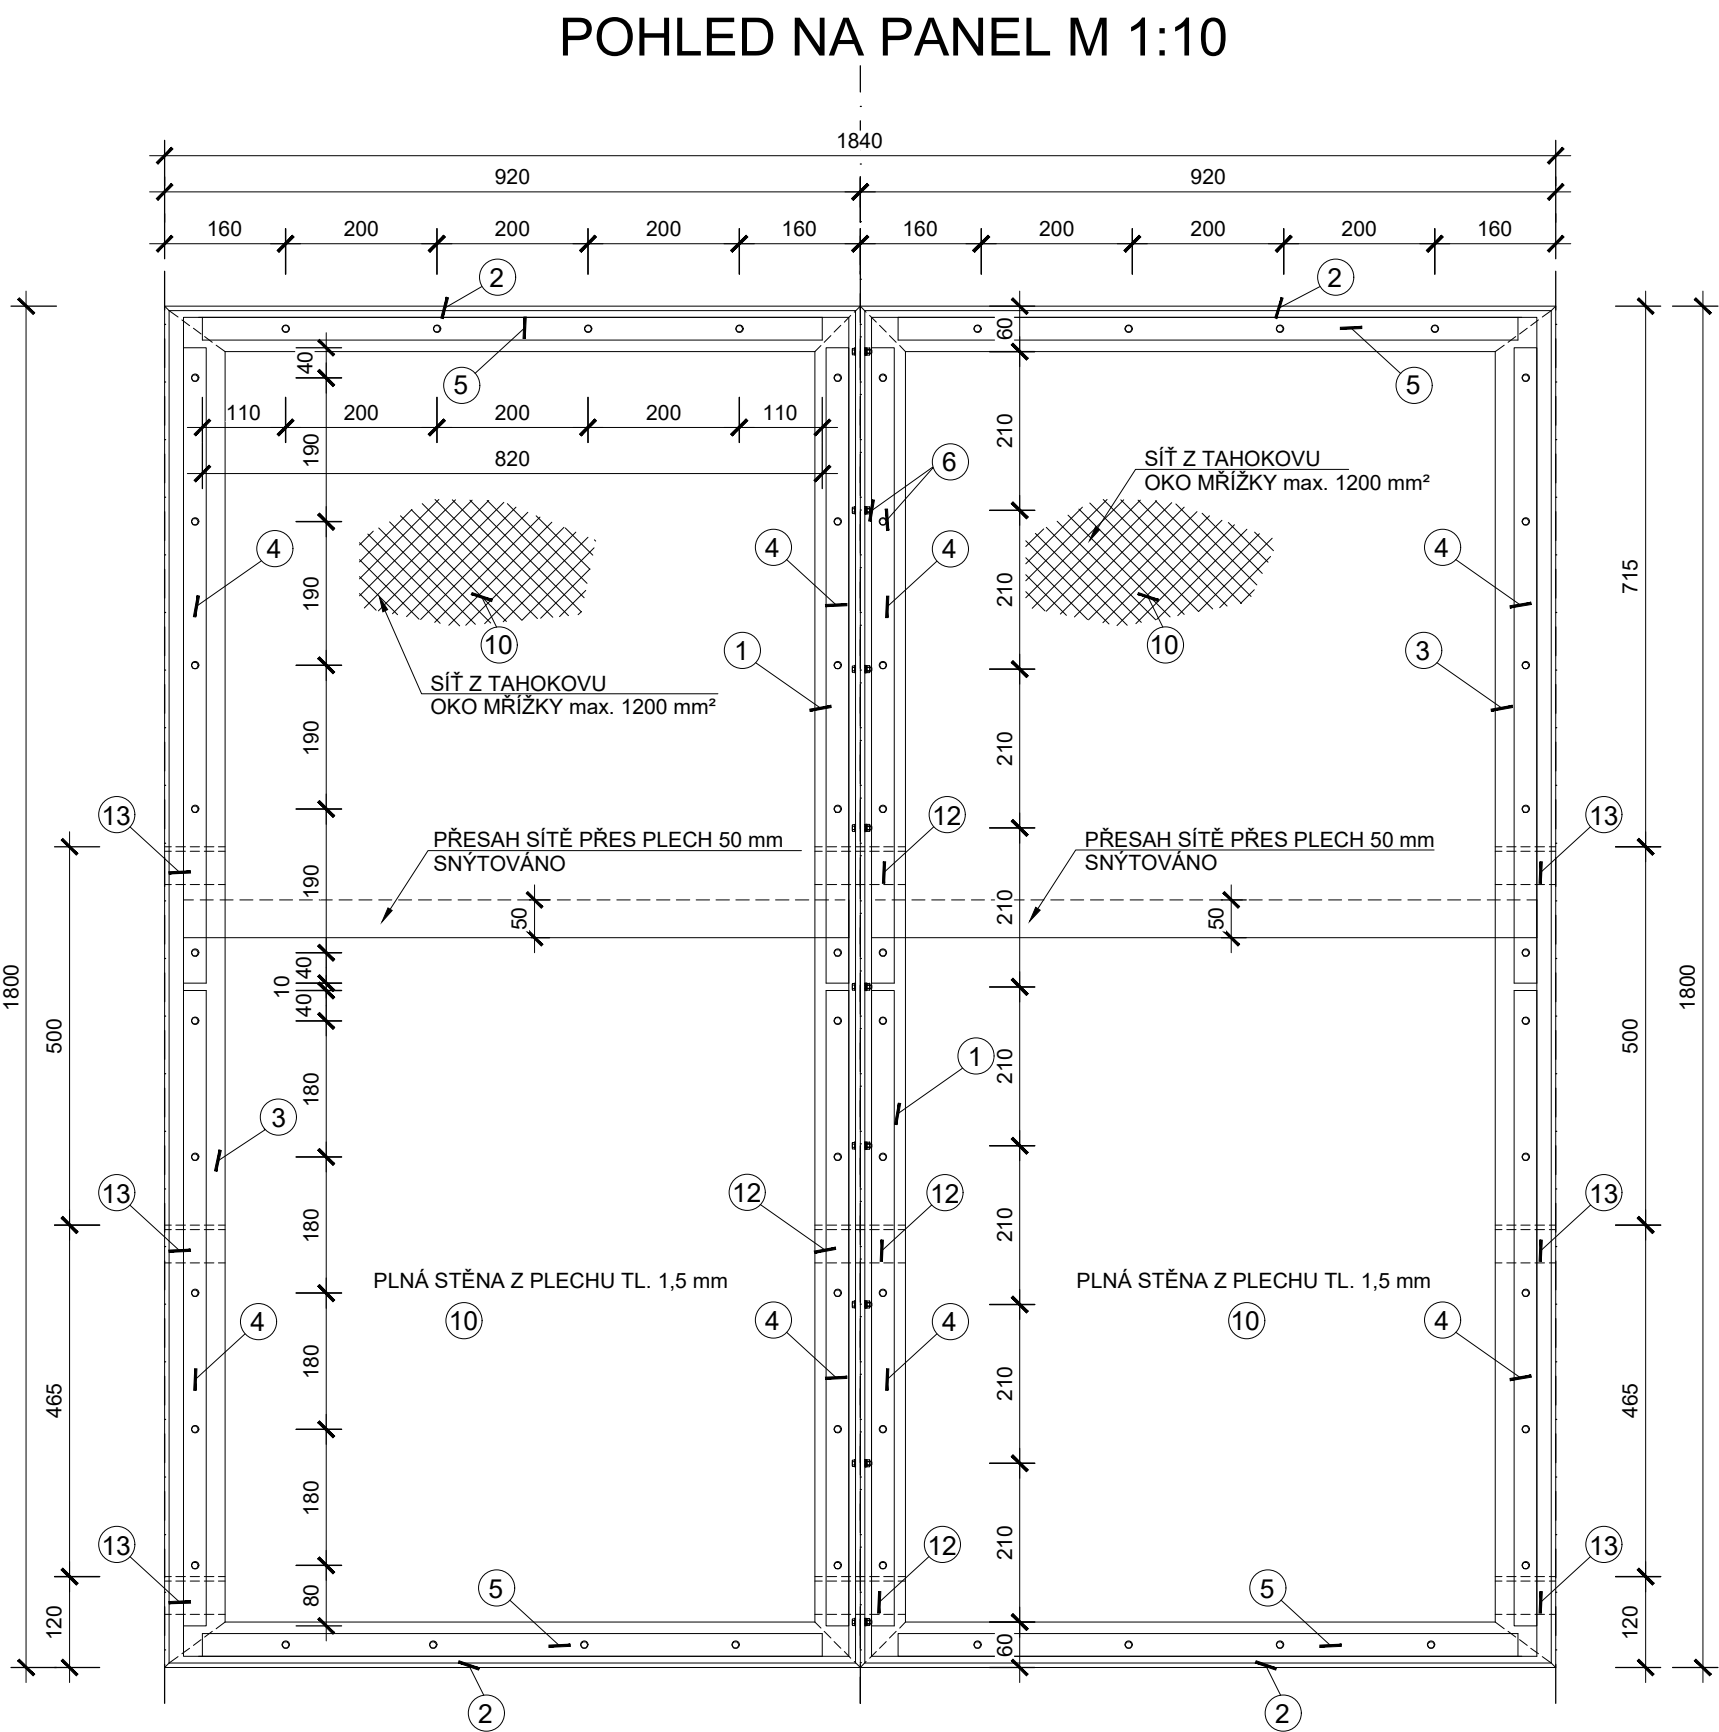 POHLED NA PANEL M 1:10
1840
920 920
160 200 200 200 160 160 200 200 200 160
2 2
60
40
5 5
110 200 200 200 110
190 210
820
6
SÍŤ Z TAHOKOVU
OKO MŘÍŽKY max. 1200 mm²
4 4 4 4
190 210 715
10 10
1 3
SÍŤ Z TAHOKOVU
OKO MŘÍŽKY max. 1200 mm²
190 210
13 12 13
PŘESAH SÍTĚ PŘES PLECH 50 mm
SNÝTOVÁNO
PŘESAH SÍTĚ PŘES PLECH 50 mm
SNÝTOVÁNO
190 210
50 50
40
10
40
1800 1800
500 500
1
180 210
3
13 12 12 13
180 210
PLNÁ STĚNA Z PLECHU TL. 1,5 mm
PLNÁ STĚNA Z PLECHU TL. 1,5 mm
4 10 4 4 10 4
180 210
465 465
180 210
13 12 13
5 5
80
120 120
60
2 2